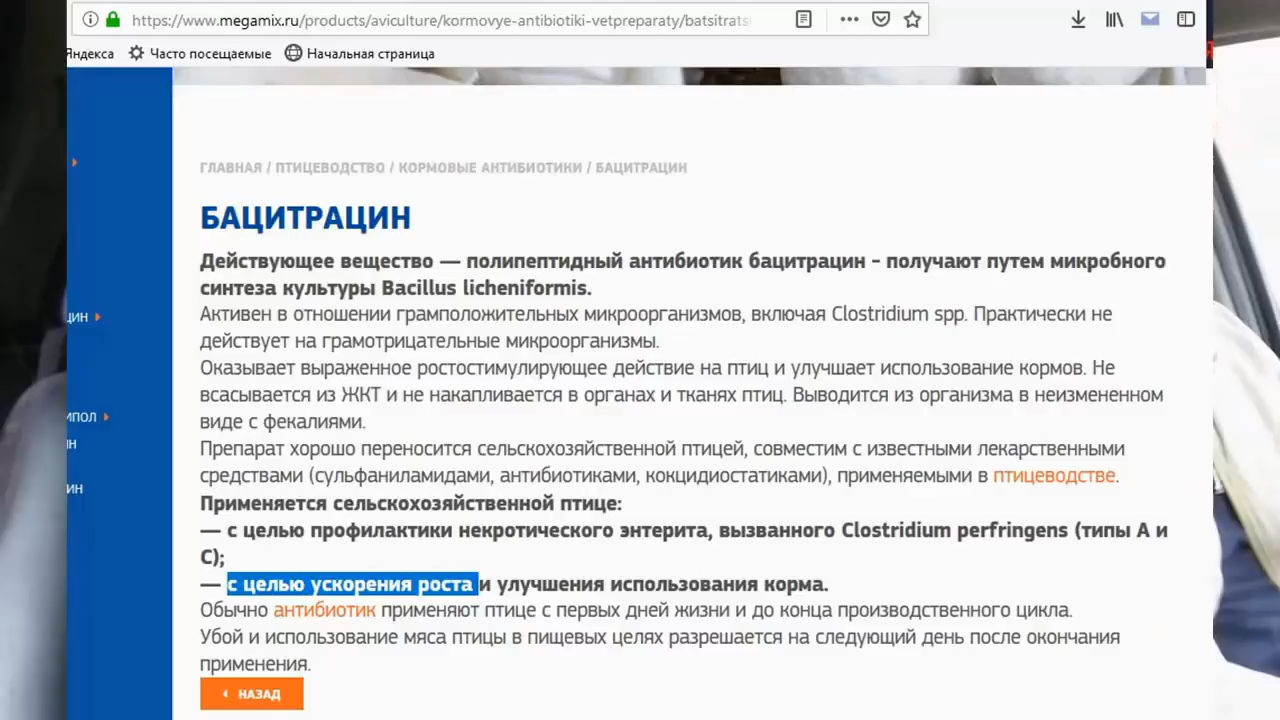 https://www.megamix.ru/products/aviculture/kormovye-antibiotiki-vetpreparaty/batsitrats
Яндекса Часто посещаемые Начальная страница
ГЛАВНАЯ / ПТИЦЕВОДСТВО / КОРМОВЫЕ АНТИБИОТИКИ / БАЦИТРАЦИН
БАЦИТРАЦИН
Действующее вещество — полипептидный антибиотик бацитрацин - получают путем микробного
синтеза культуры Bacillus licheniformis.
Активен в отношении грамположительных микроорганизмов, включая Clostridium spp. Практически не
действует на грамотрицательные микроорганизмы.
Оказывает выраженное ростостимулирующее действие на птиц и улучшает использование кормов. Не
всасывается из ЖКТ и не накапливается в органах и тканях птиц. Выводится из организма в неизмененном
виде с фекалиями.
Препарат хорошо переносится сельскохозяйственной птицей, совместим с известными лекарственными
средствами (сульфаниламидами, антибиотиками, кокцидиостатиками), применяемыми в птицеводстве.
Применяется сельскохозяйственной птице:
— с целью профилактики некротического энтерита, вызванного Clostridium perfringens (типы А и
С);
— с целью ускорения роста и улучшения использования корма.
Обычно антибиотик применяют птице с первых дней жизни и до конца производственного цикла.
Убой и использование мяса птицы в пищевых целях разрешается на следующий день после окончания
применения.
НАЗАД
цин
ипол
ин
зин